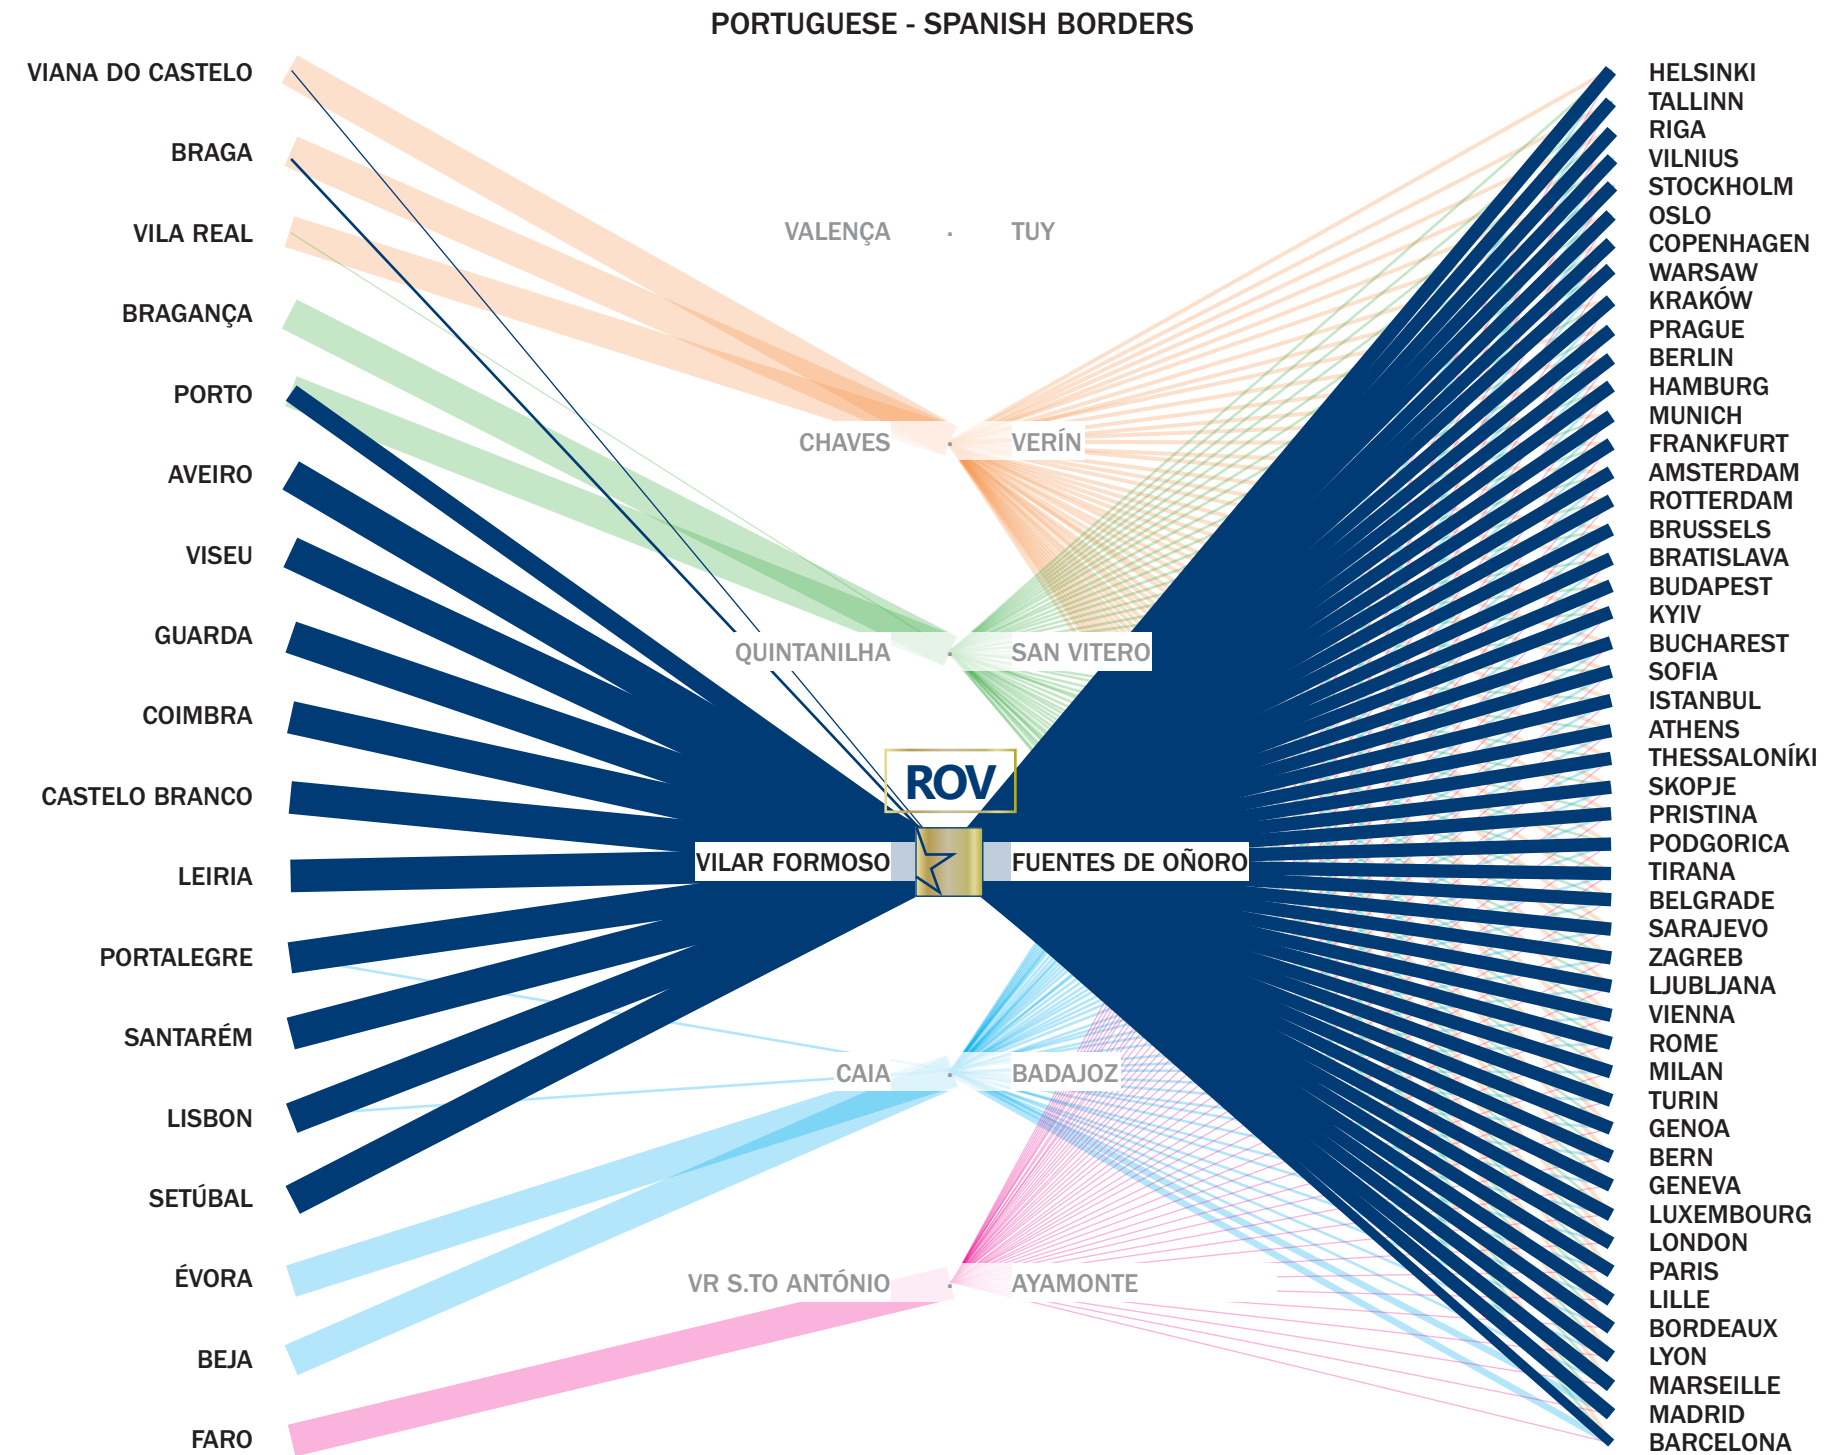 PORTUGUESE - SPANISH BORDERS
VIANA DO CASTELO
BRAGA
VILA REAL
BRAGANÇA
PORTO
AVEIRO
VISEU
GUARDA
COIMBRA
CASTELO BRANCO
LEIRIA
PORTALEGRE
SANTARÉM
LISBON
SETÚBAL
ÉVORA
BEJA
FARO
VALENÇA · TUY
CHAVES · VERÍN
QUINTANILHA · SAN VITERO
ROV
VILAR FORMOSO FUENTES DE OÑORO
CAIA · BADAJOZ
VR S.TO ANTÓNIO · AYAMONTE
HELSINKI
TALLINN
RIGA
VILNIUS
STOCKHOLM
OSLO
COPENHAGEN
WARSAW
KRAKÓW
PRAGUE
BERLIN
HAMBURG
MUNICH
FRANKFURT
AMSTERDAM
ROTTERDAM
BRUSSELS
BRATISLAVA
BUDAPEST
KYIV
BUCHAREST
SOFIA
ISTANBUL
ATHENS
THESSALONÍKI
SKOPJE
PRISTINA
PODGORICA
TIRANA
BELGRADE
SARAJEVO
ZAGREB
LJUBLJANA
VIENNA
ROME
MILAN
TURIN
GENOA
BERN
GENEVA
LUXEMBOURG
LONDON
PARIS
LILLE
BORDEAUX
LYON
MARSEILLE
MADRID
BARCELONA